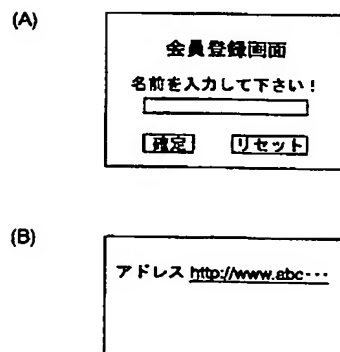 (A)
会員登録画面
名前を入力して下さい!
確定 リセット
(B)
アドレス http://www.abc･･･